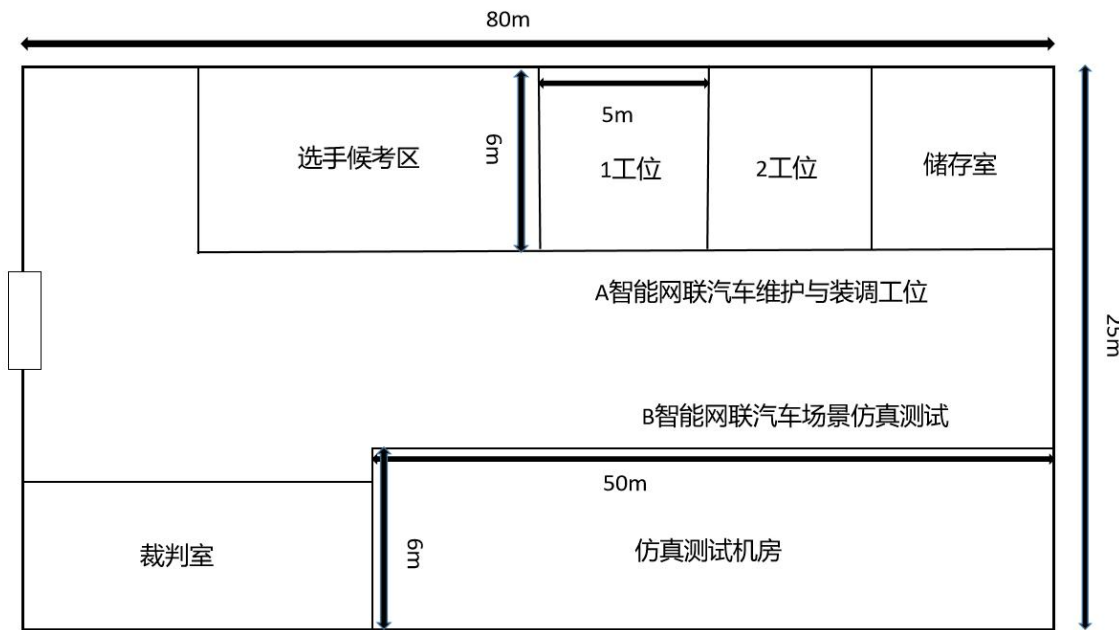 80m
5m
6m
选手候考区
1工位
2工位
储存室
A智能网联汽车维护与装调工位
25m
B智能网联汽车场景仿真测试
50m
6m
裁判室
仿真测试机房